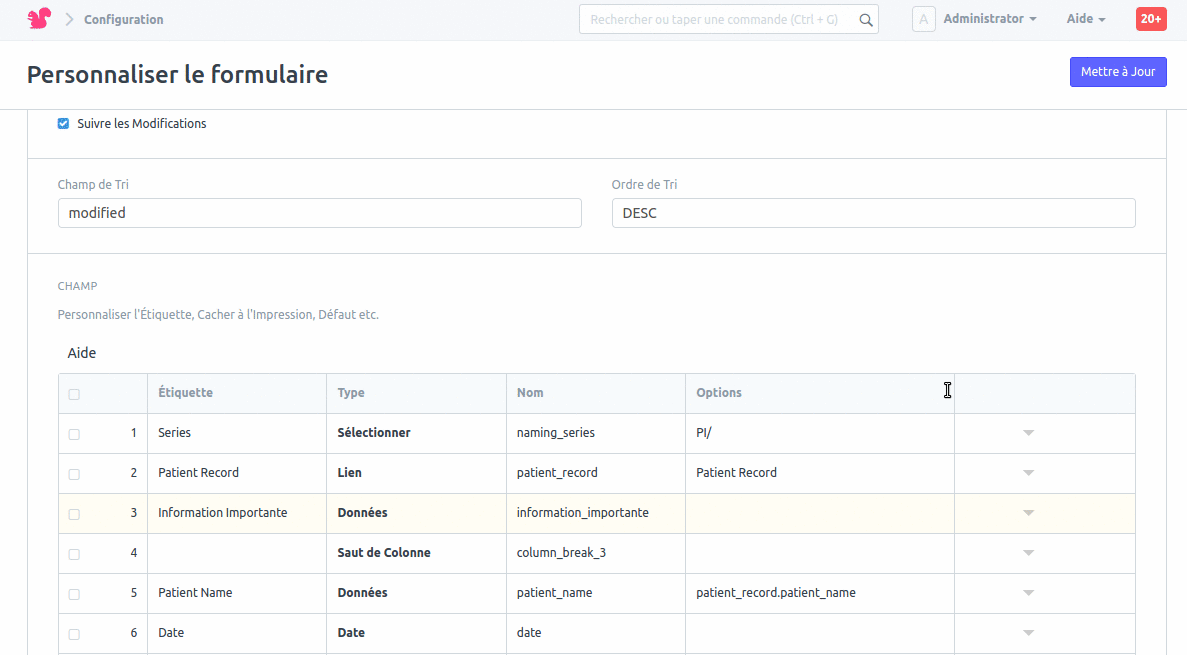 Configuration
Rechercher ou taper une commande (Ctrl + G)
A
Administrator
Aide
20+
Personnaliser le formulaire
Mettre à Jour
Suivre les Modifications
Champ de Tri
Ordre de Tri
modified
DESC
CHAMP
Personnaliser l'Étiquette, Cacher à l'Impression, Défaut etc.
Aide
Étiquette Type Nom Options
1 Series Sélectionner naming_series PI/
2 Patient Record Lien patient_record Patient Record
3 Information Importante Données information_importante
4 Saut de Colonne column_break_3
5 Patient Name Données patient_name patient_record.patient_name
6 Date Date date